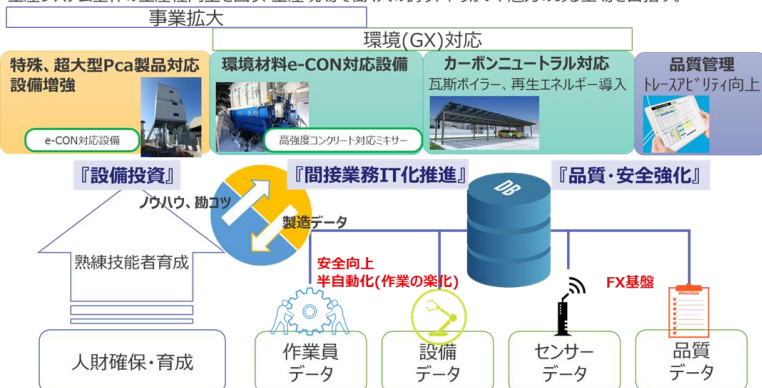 事業拡大
環境(GX)対応
特殊、超大型Pca製品対応
設備増強
e-CON対応設備
環境材料e-CON対応設備
高強度コンクリート対応ミキサー
カーボンニュートラル対応
瓦斯ボイラー、再生エネルギー導入
品質管理
トレースアビリティ向上
『設備投資』
『間接業務IT化推進』
『品質・安全強化』
ノウハウ、勘コツ
製造データ
DB
熟練技能者育成
安全向上
半自動化(作業の楽化)
FX基盤
人財確保・育成
作業員
データ
設備
データ
センサー
データ
品質
データ